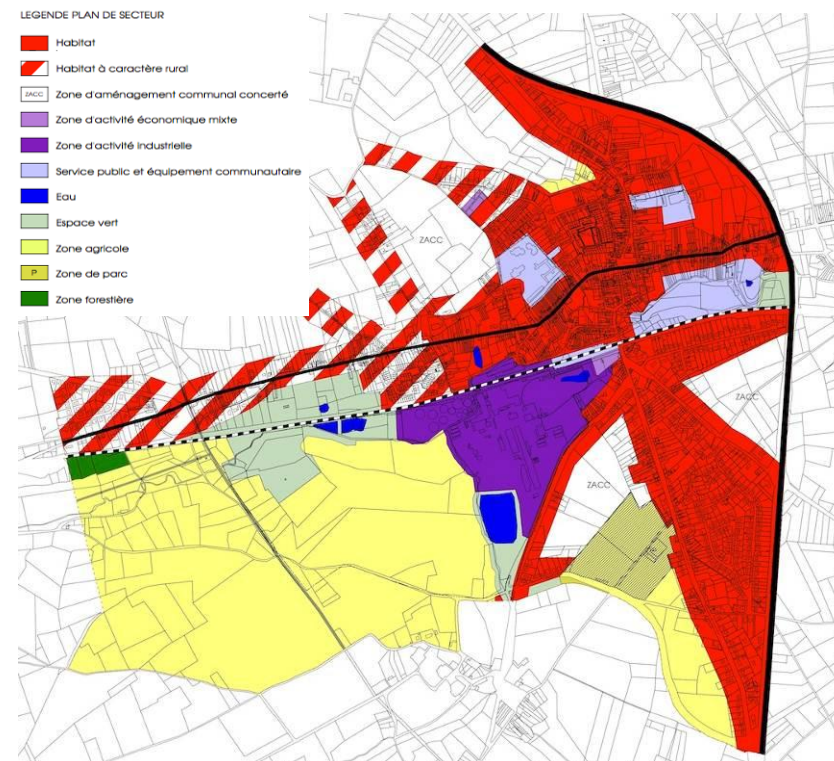 LEGENDE PLAN DE SECTEUR
Habitat
Habitat à caractère rural
ZACC Zone d'aménagement communal concerté
Zone d'activité économique mixte
Zone d'activité industrielle
Service public et équipement communautaire
Eau
Espace vert
Zone agricole
P Zone de parc
Zone forestière
ZACC
ZACC
ZACC